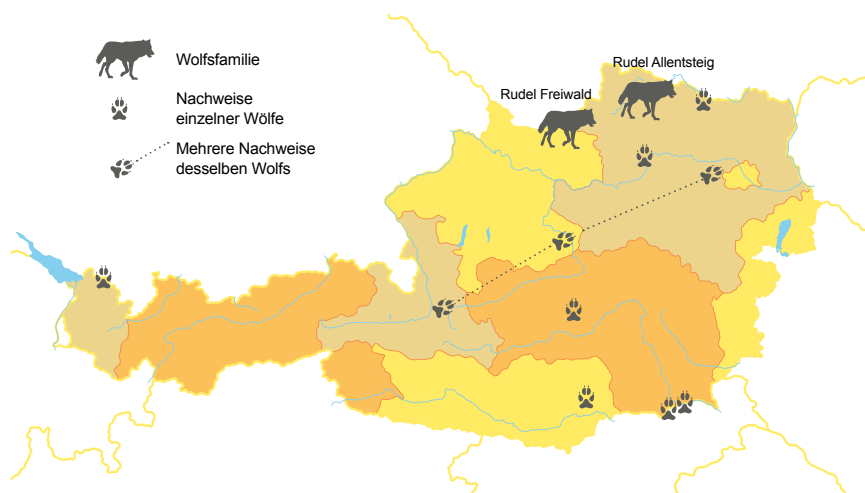 Wolfsfamilie
Nachweise
einzelner Wölfe
Mehrere Nachweise
desselben Wolfs
Rudel Allentsteig
Rudel Freiwald